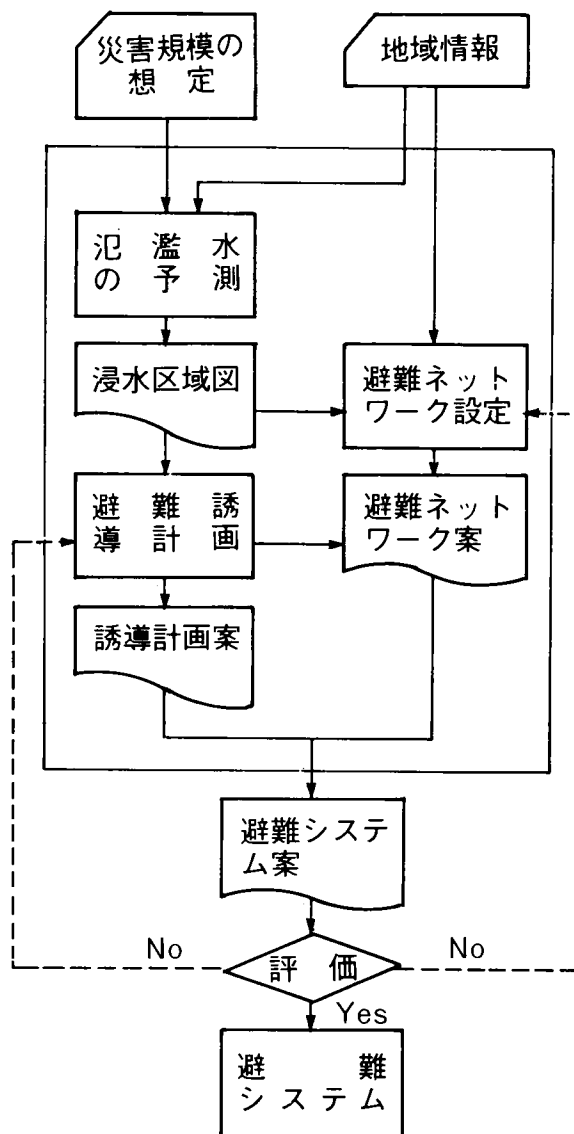 災害規模の
想定
地域情報
氾濫水
の予測
浸水区域図
避難ネット
ワーク設定
避難誘
導計画
避難ネット
ワーク案
誘導計画案
避難システ
ム案
No
評価
No
Yes
避難
システム